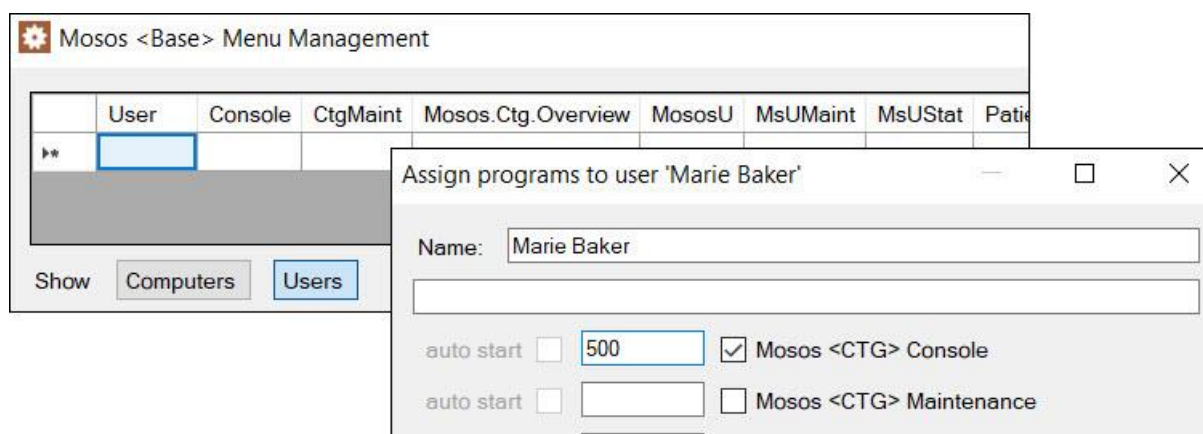 Mosos <Base> Menu Management
User Console CtgMaint Mosos.Ctg.Overview MososU MsUMaint MsUStat Patie
Assign programs to user 'Marie Baker'
Name: Marie Baker
Show Computers Users
auto start 500 Mosos <CTG> Console
auto start Mosos <CTG> Maintenance